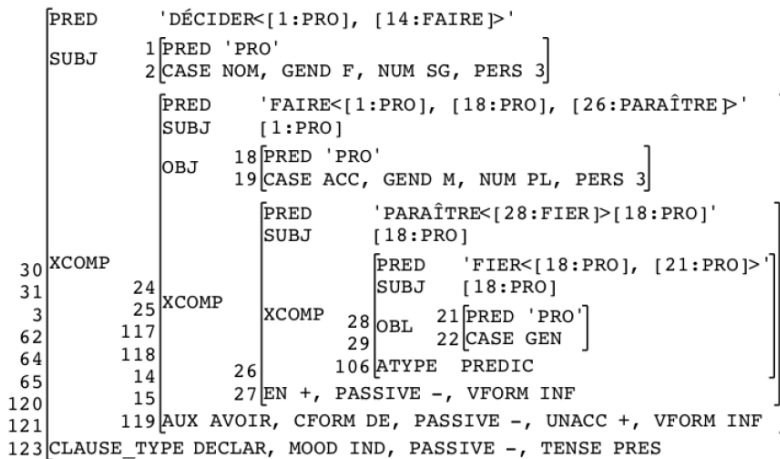 PRED 'DÉCIDER<[1:PRO], [14:FAIRE]>'
1 PRED 'PRO'
SUBJ
2 CASE NOM, GEND F, NUM SG, PERS 3
PRED 'FAIRE<[1:PRO], [18:PRO], [26:PARAÎTRE]>'
SUBJ [1:PRO]
18 PRED 'PRO'
OBJ
19 CASE ACC, GEND M, NUM PL, PERS 3
PRED 'PARAÎTRE<[28:FIER]>[18:PRO]'
SUBJ [18:PRO]
30 XCOMP PRED 'FIER<[18:PRO], [21:PRO]>'
31 24 SUBJ [18:PRO]
3 25 XCOMP XCOMP 28 OBL 21 PRED 'PRO'
62 117 29 22 CASE GEN
64 118
14 26 106 ATYPE PREDIC
65 15 27 EN +, PASSIVE -, VFORM INF
120
121 119 AUX AVOIR, CFORM DE, PASSIVE -, UNACC +, VFORM INF
123 CLAUSE_TYPE DECLAR, MOOD IND, PASSIVE -, TENSE PRES